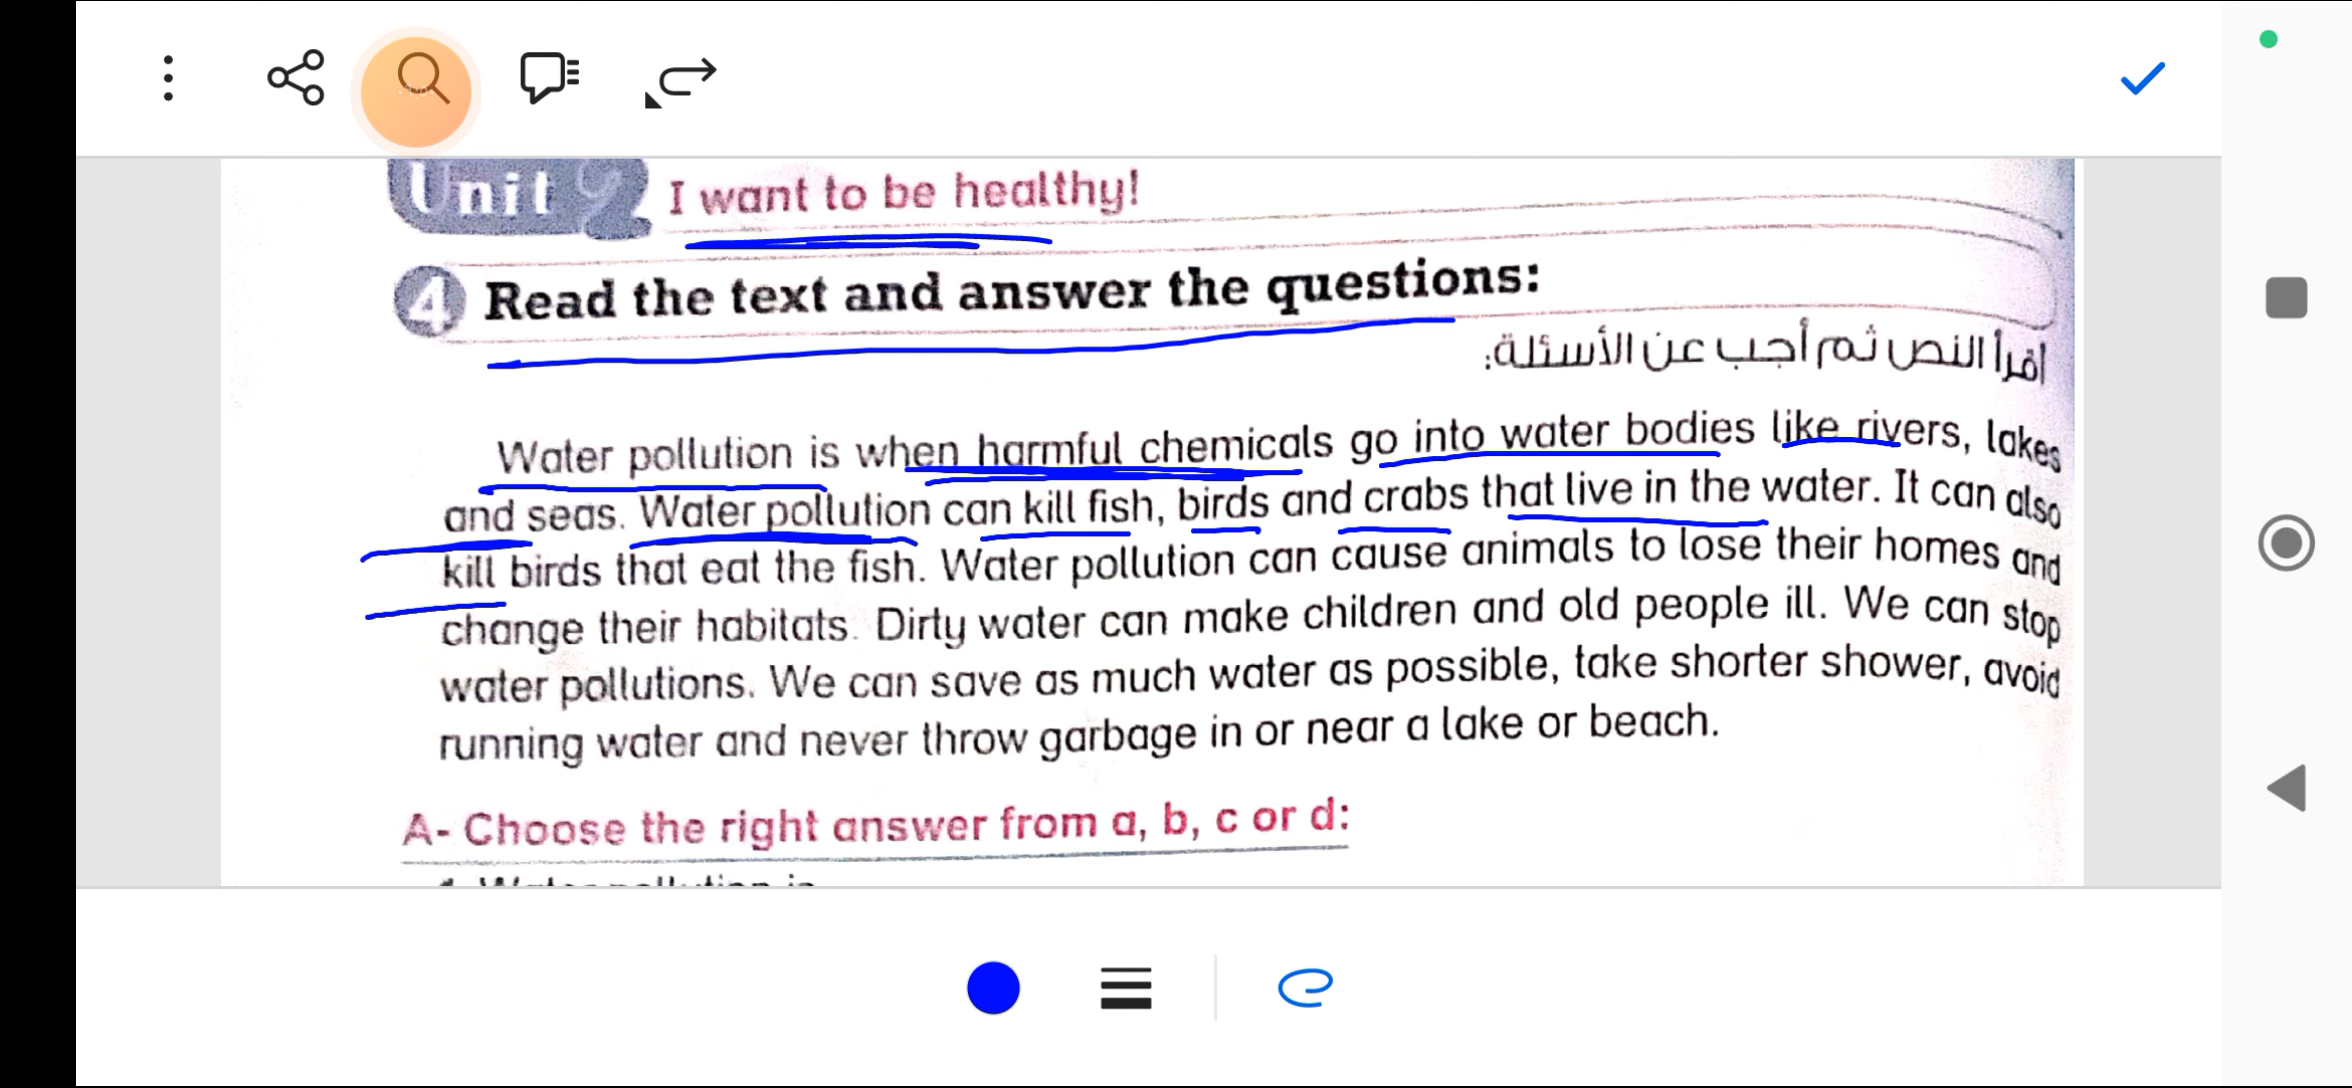 Unit 9 I want to be healthy!
4 Read the text and answer the questions:
اقرأ النص ثم أجب عن الأسئلة:
Water pollution is when harmful chemicals go into water bodies like rivers, lakes
and seas. Water pollution can kill fish, birds and crabs that live in the water. It can also
kill birds that eat the fish. Water pollution can cause animals to lose their homes and
change their habitats. Dirty water can make children and old people ill. We can stop
water pollutions. We can save as much water as possible, take shorter shower, avoid
running water and never throw garbage in or near a lake or beach.
A- Choose the right answer from a, b, c or d: